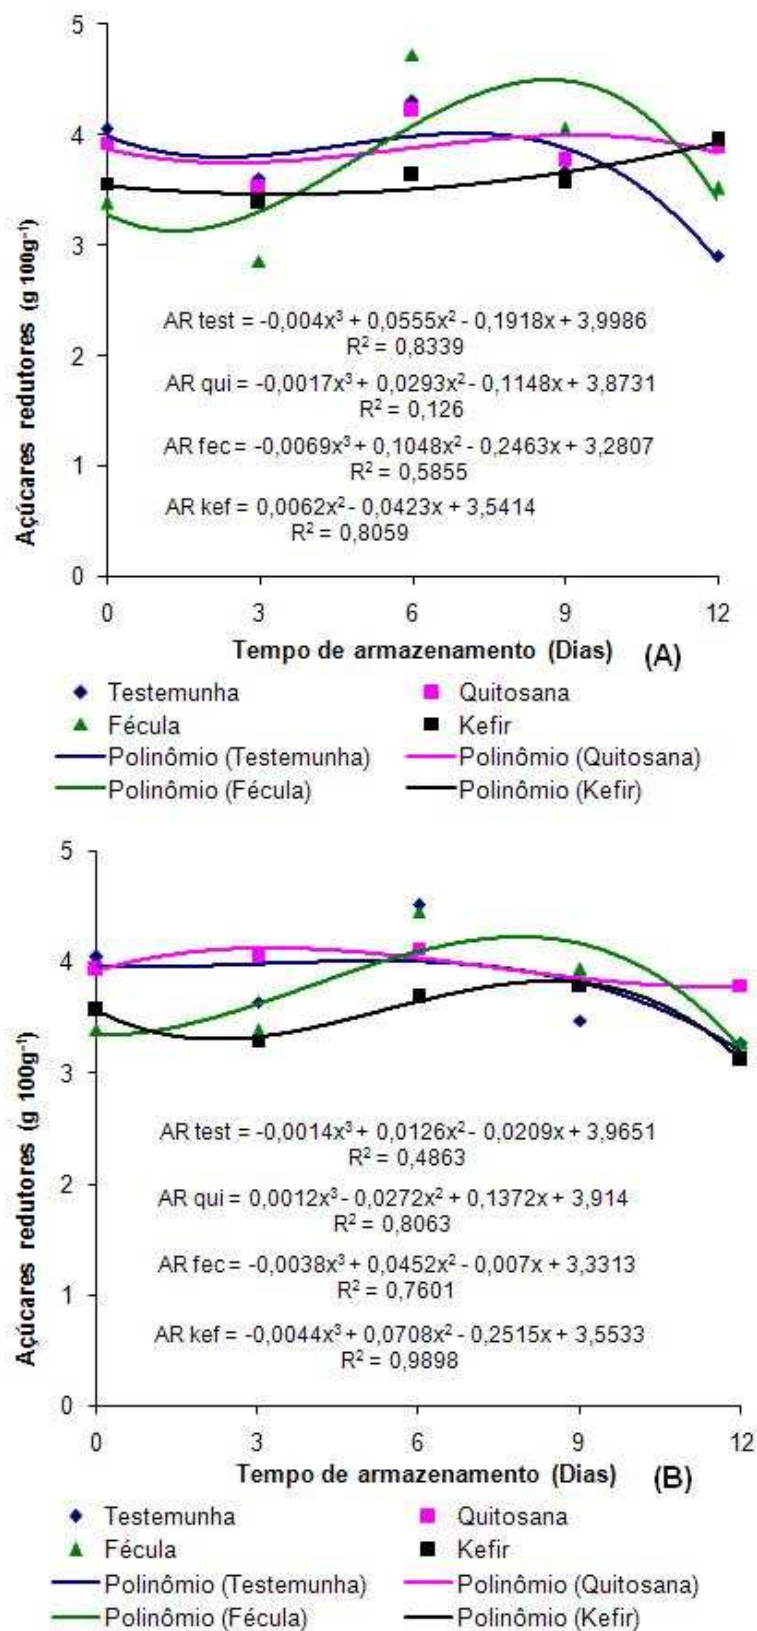 5
4
3
2
1
0
Açúcares redutores (g 100g⁻¹)
AR test = -0,004x³ + 0,0555x² - 0,1918x + 3,9986
R² = 0,8339
AR qui = -0,0017x³ + 0,0293x² - 0,1148x + 3,8731
R² = 0,126
AR fec = -0,0069x³ + 0,1048x² - 0,2463x + 3,2807
R² = 0,5855
AR kef = 0,0062x² - 0,0423x + 3,5414
R² = 0,8059
0 3 6 9 12
Tempo de armazenamento (Dias) (A)
Testemunha Quitosana
Fécula Kefir
Polinômio (Testemunha) Polinômio (Quitosana)
Polinômio (Fécula) Polinômio (Kefir)
5
4
3
2
1
0
Açúcares redutores (g 100g⁻¹)
AR test = -0,0014x³ + 0,0126x² - 0,0209x + 3,9651
R² = 0,4863
AR qui = 0,0012x³ - 0,0272x² + 0,1372x + 3,914
R² = 0,8063
AR fec = -0,0038x³ + 0,0452x² - 0,007x + 3,3313
R² = 0,7601
AR kef = -0,0044x³ + 0,0708x² - 0,2515x + 3,5533
R² = 0,9898
0 3 6 9 12
Tempo de armazenamento (Dias) (B)
Testemunha Quitosana
Fécula Kefir
Polinômio (Testemunha) Polinômio (Quitosana)
Polinômio (Fécula) Polinômio (Kefir)